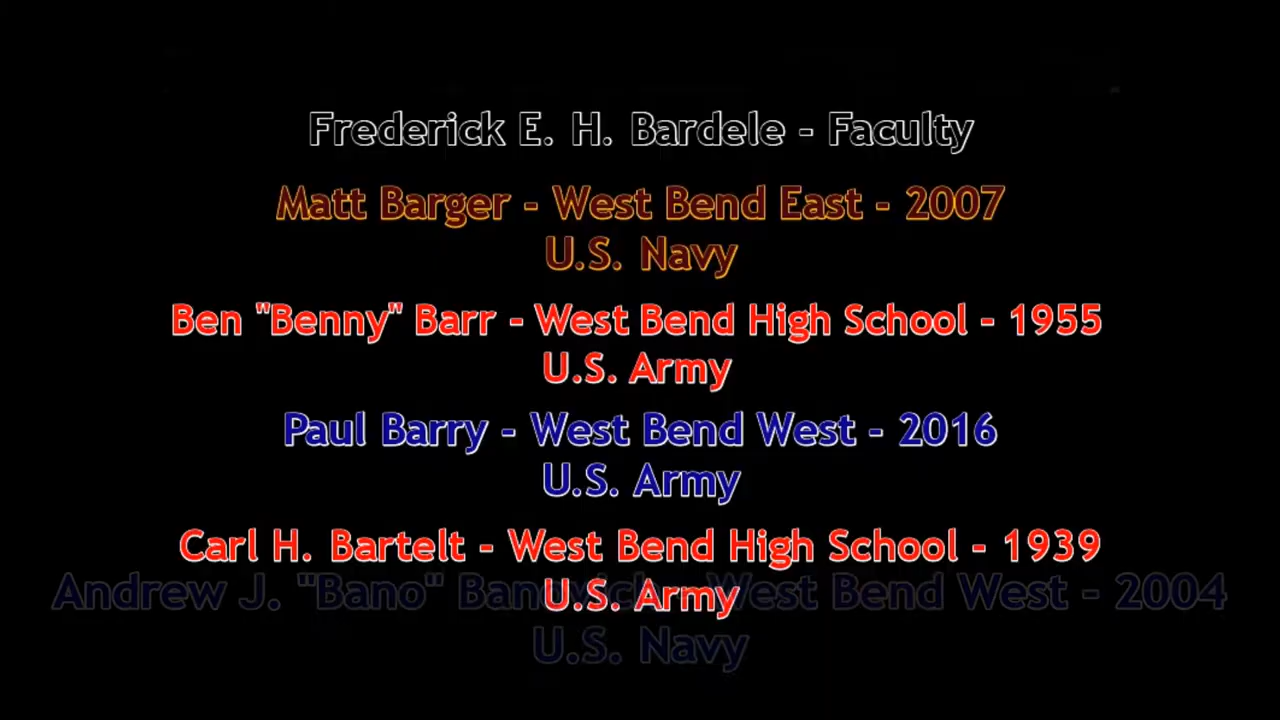 Frederick E. H. Bardele - Faculty
Matt Barger - West Bend East - 2007
U.S. Navy
Ben "Benny" Barr - West Bend High School - 1955
U.S. Army
Paul Barry - West Bend West - 2016
U.S. Army
Carl H. Bartelt - West Bend High School - 1939
Andrew J. "Bano" West Bend West - 2004
U.S. Army
U.S. Navy